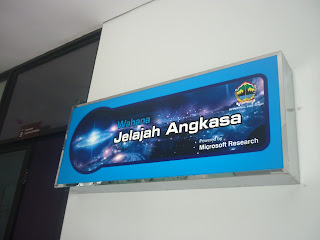 Wahana
Jelajah Angkasa
Powered by
Microsoft Research